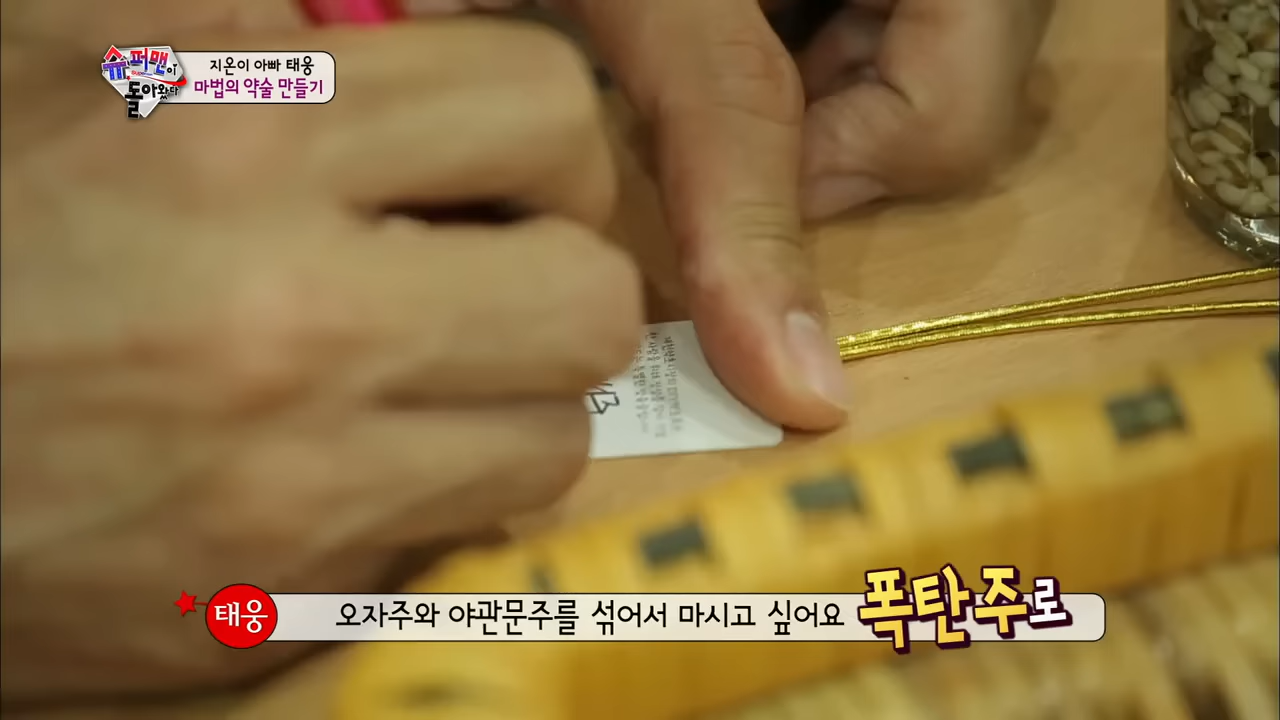 슈퍼맨이
돌아왔다
지온이 아빠 태웅
마법의 약술 만들기
태웅
오자주와 야관문주를 섞어서 마시고 싶어요 폭탄주로